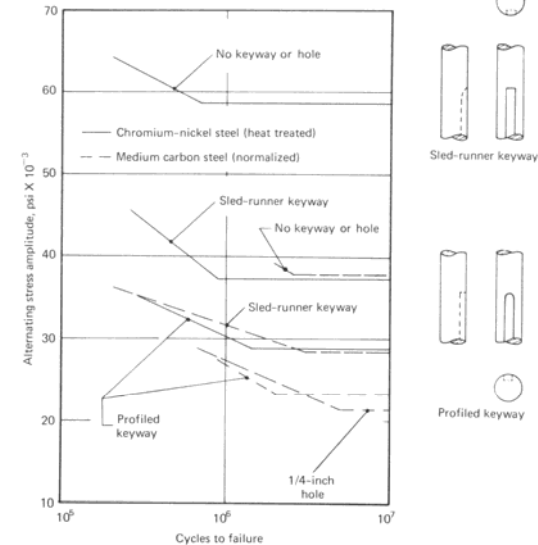 70
60
50
40
30
20
10
Alternating stress amplitude, psi X 10⁻³
No keyway or hole
Chromium-nickel steel (heat treated)
Medium carbon steel (normalized)
Sled-runner keyway
No keyway or hole
Sled-runner keyway
Profiled
keyway
1/4-inch
hole
10⁵
10⁶
10⁷
Cycles to failure
Sled-runner keyway
Profiled keyway